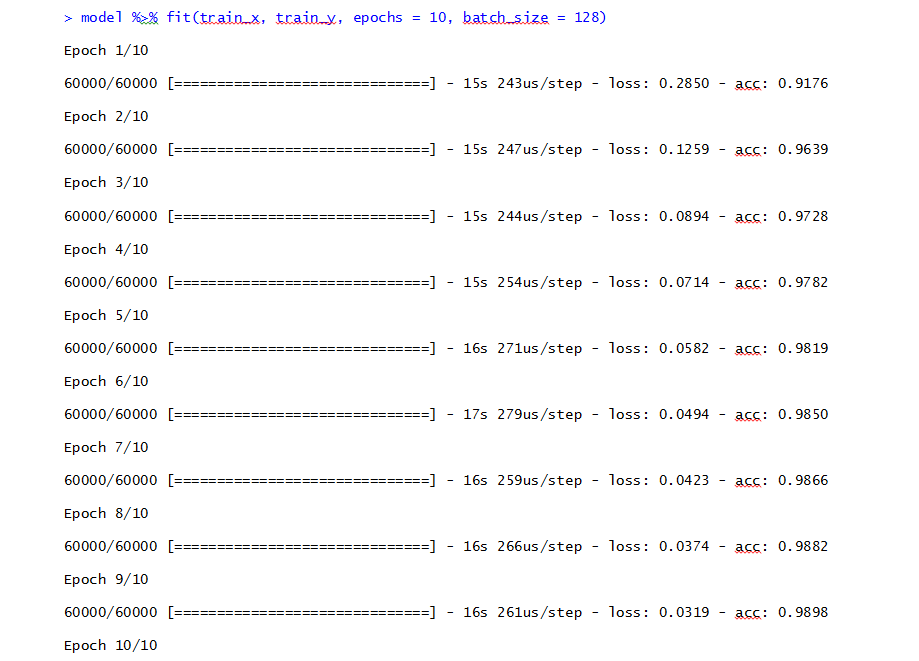 > model %>% fit(train_x, train_y, epochs = 10, batch_size = 128)
Epoch 1/10
60000/60000 [==============================] - 15s 243us/step - loss: 0.2850 - acc: 0.9176
Epoch 2/10
60000/60000 [==============================] - 15s 247us/step - loss: 0.1259 - acc: 0.9639
Epoch 3/10
60000/60000 [==============================] - 15s 244us/step - loss: 0.0894 - acc: 0.9728
Epoch 4/10
60000/60000 [==============================] - 15s 254us/step - loss: 0.0714 - acc: 0.9782
Epoch 5/10
60000/60000 [==============================] - 16s 271us/step - loss: 0.0582 - acc: 0.9819
Epoch 6/10
60000/60000 [==============================] - 17s 279us/step - loss: 0.0494 - acc: 0.9850
Epoch 7/10
60000/60000 [==============================] - 16s 259us/step - loss: 0.0423 - acc: 0.9866
Epoch 8/10
60000/60000 [==============================] - 16s 266us/step - loss: 0.0374 - acc: 0.9882
Epoch 9/10
60000/60000 [==============================] - 16s 261us/step - loss: 0.0319 - acc: 0.9898
Epoch 10/10